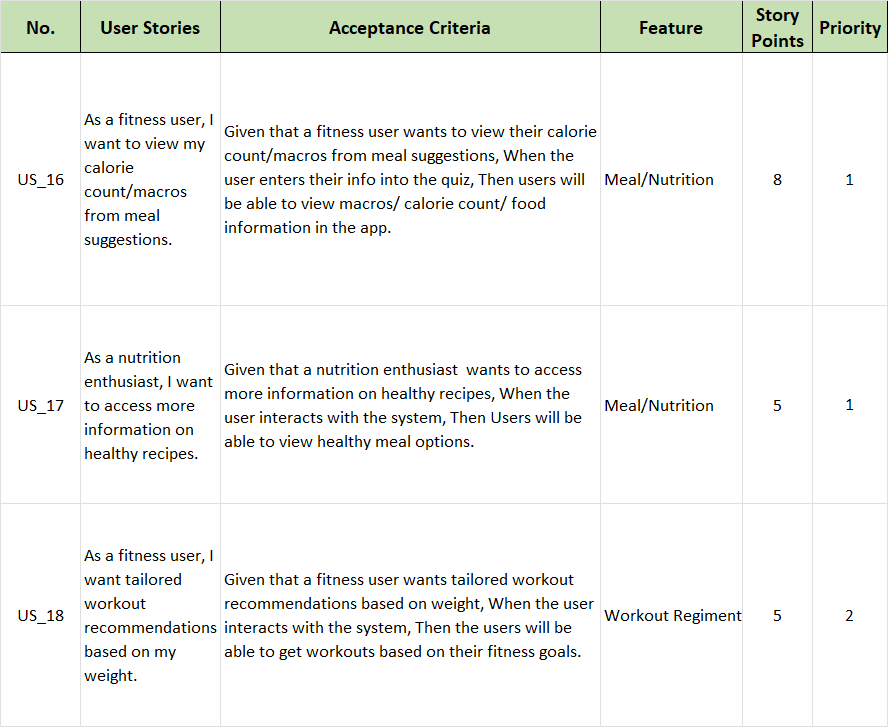 No.
User Stories
Acceptance Criteria
Feature
Story
Points
Priority
US_16
As a fitness user, I
want to view my
calorie
count/macros
from meal
suggestions.
Given that a fitness user wants to view their calorie
count/macros from meal suggestions, When the
user enters their info into the quiz, Then users will
be able to view macros/ calorie count/ food
information in the app.
Meal/Nutrition
8
1
US_17
As a nutrition
enthusiast, I want
to access more
information on
healthy recipes.
Given that a nutrition enthusiast  wants to access
more information on healthy recipes, When the
user interacts with the system, Then Users will be
able to view healthy meal options.
Meal/Nutrition
5
1
US_18
As a fitness user, I
want tailored
workout
recommendations
based on my
weight.
Given that a fitness user wants tailored workout
recommendations based on weight, When the user
interacts with the system, Then the users will be
able to get workouts based on their fitness goals.
Workout Regiment
5
2